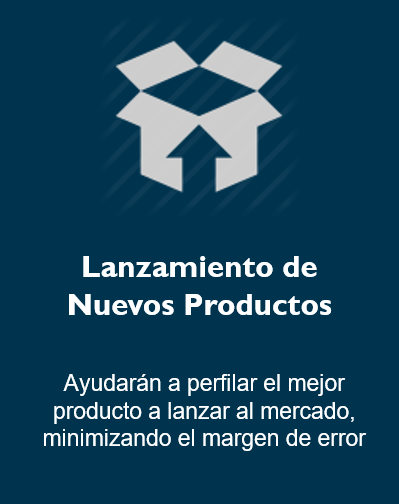 Lanzamiento de
Nuevos Productos
Ayudarán a perfilar el mejor
producto a lanzar al mercado,
minimizando el margen de error